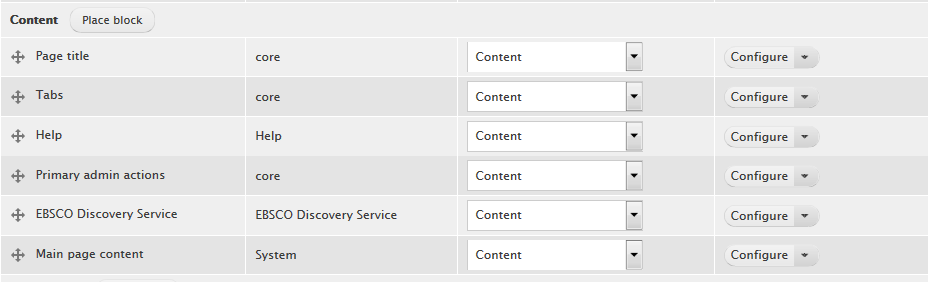 Content Place block
Page title core Content Configure
Tabs core Content Configure
Help Help Content Configure
Primary admin actions core Content Configure
EBSCO Discovery Service EBSCO Discovery Service Content Configure
Main page content System Content Configure